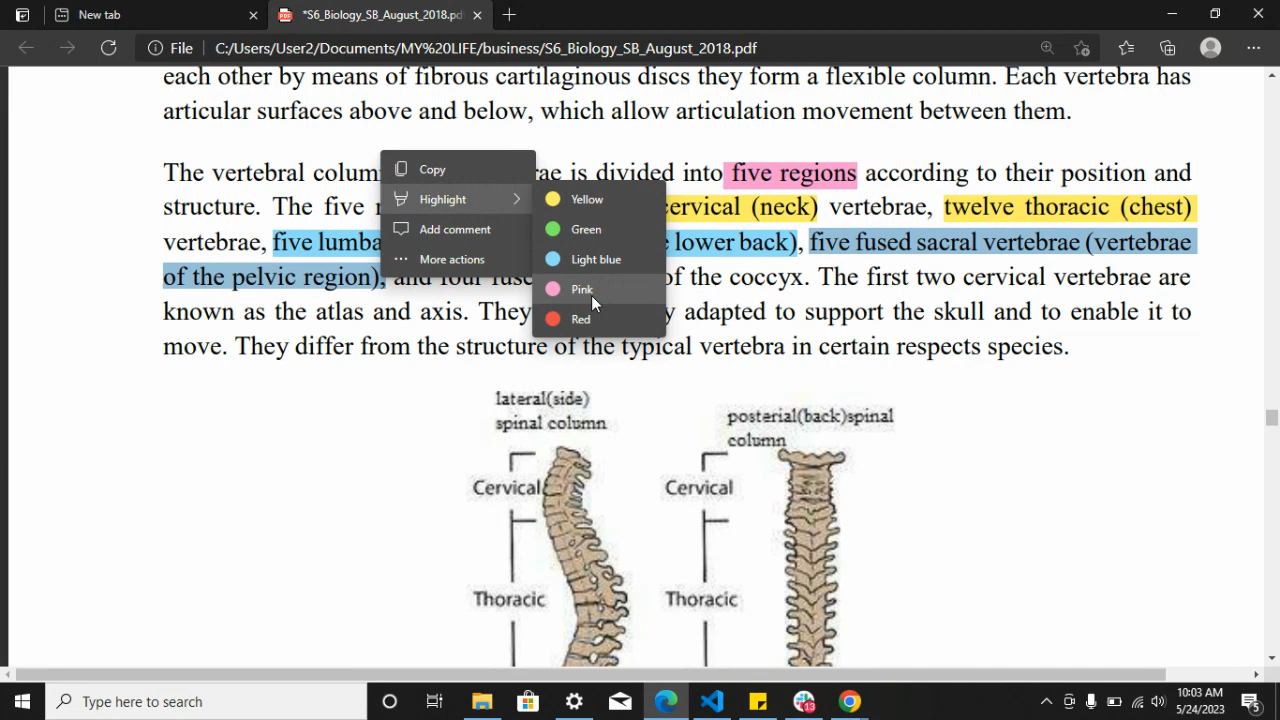 New tab
*S6_Biology_SB_August_2018.pd
File
C:/Users/User2/Documents/MY%20LIFE/business/S6_Biology_SB_August_2018.pdf
each other by means of fibrous cartilaginous discs they form a flexible column. Each vertebra has
articular surfaces above and below, which allow articulation movement between them.
The vertebral colum rae is divided into five regions according to their position and
structure. The five cervical (neck) vertebrae, twelve thoracic (chest)
vertebrae, five lumba e lower back), five fused sacral vertebrae (vertebrae
of the pelvic region), and four of the coccyx. The first two cervical vertebrae are
known as the atlas and axis. They y adapted to support the skull and to enable it to
move. They differ from the structure of the typical vertebra in certain respects species.
Copy
Highlight
Add comment
More actions
Yellow
Green
Light blue
Pink
Red
lateral(side)
spinal column
posterial(back)spinal
column
Cervical
Cervical
Thoracic
Thoracic
Type here to search
13
10:03 AM
5/24/2023
5